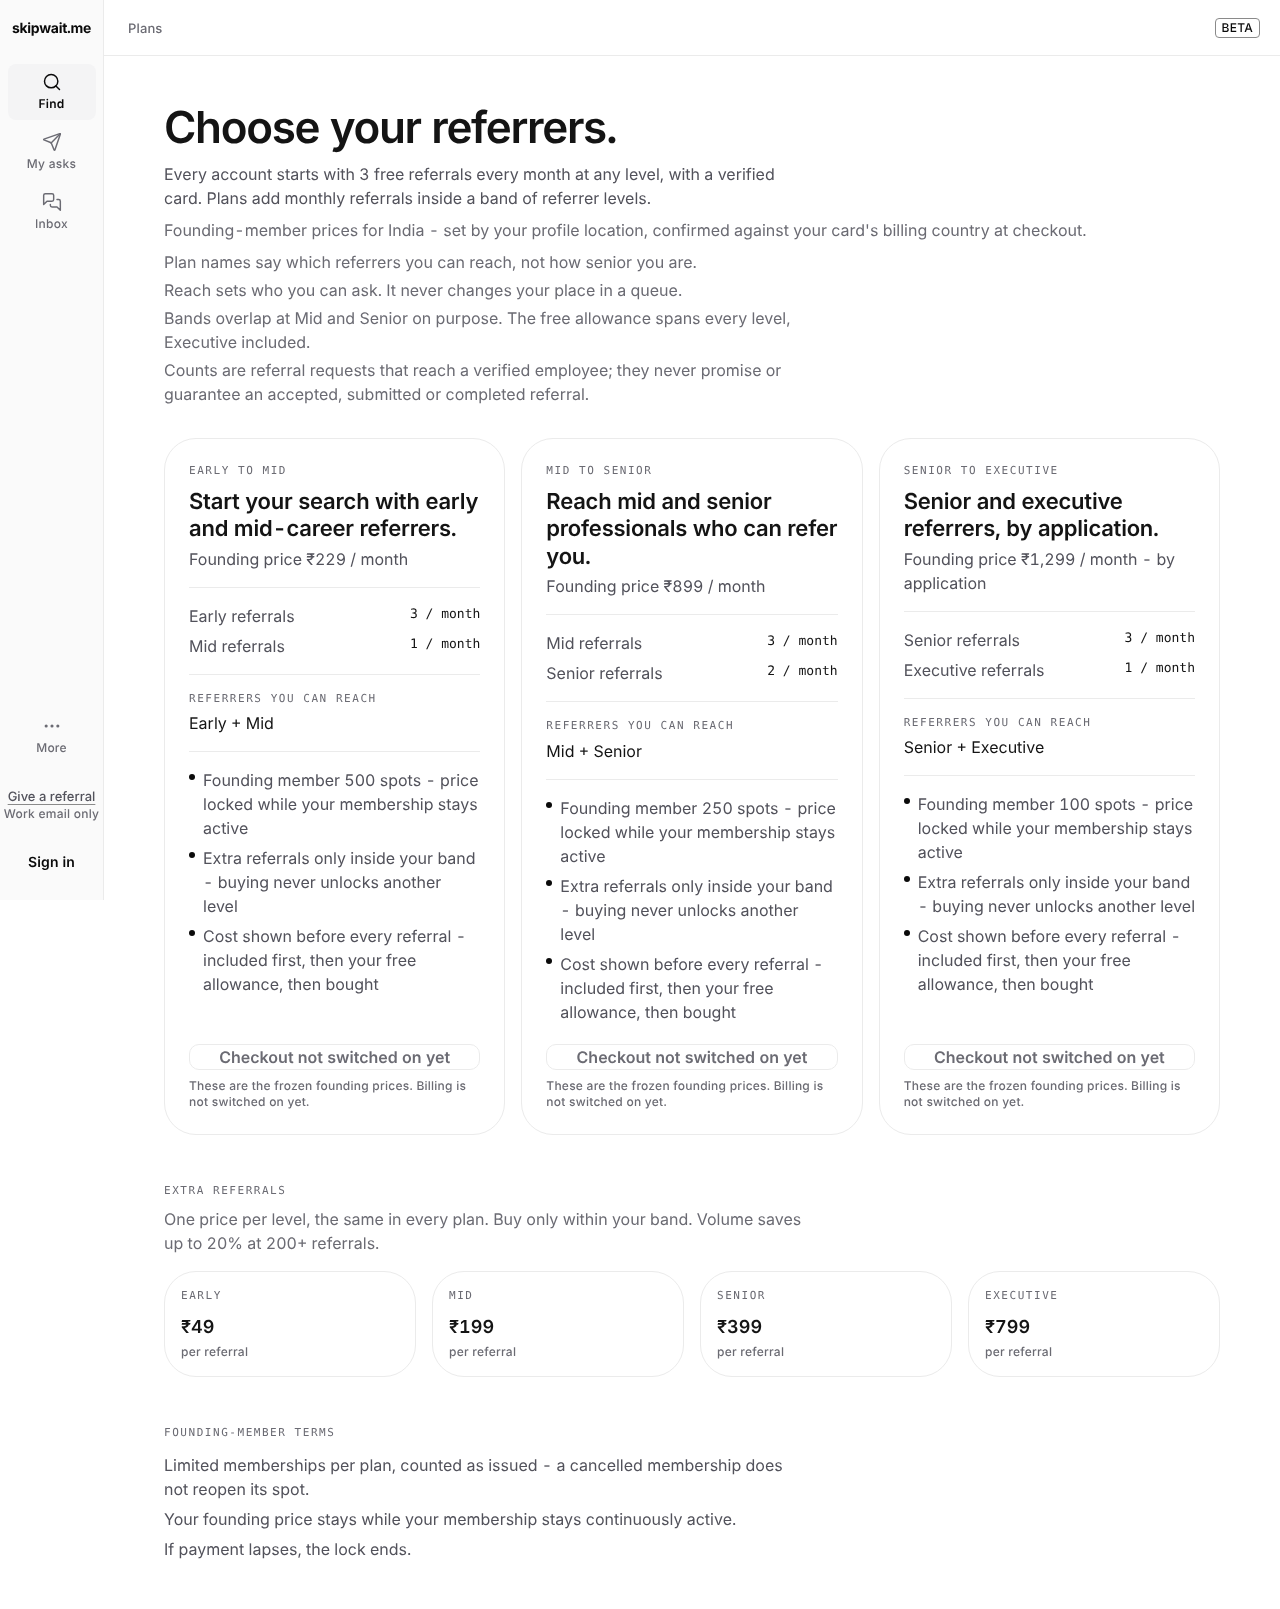 skipwait.me
Plans
BETA
Find
My asks
Inbox
More
Give a referral
Work email only
Sign in
Choose your referrers.
Every account starts with 3 free referrals every month at any level, with a verified
card. Plans add monthly referrals inside a band of referrer levels.
Founding-member prices for India - set by your profile location, confirmed against your card's billing country at checkout.
Plan names say which referrers you can reach, not how senior you are.
Reach sets who you can ask. It never changes your place in a queue.
Bands overlap at Mid and Senior on purpose. The free allowance spans every level,
Executive included.
Counts are referral requests that reach a verified employee; they never promise or
guarantee an accepted, submitted or completed referral.
EARLY TO MID
Start your search with early
and mid-career referrers.
Founding price ₹229 / month
Early referrals 3 / month
Mid referrals 1 / month
REFERRERS YOU CAN REACH
Early + Mid
Founding member 500 spots - price
locked while your membership stays
active
Extra referrals only inside your band
- buying never unlocks another
level
Cost shown before every referral -
included first, then your free
allowance, then bought
Checkout not switched on yet
These are the frozen founding prices. Billing is
not switched on yet.
MID TO SENIOR
Reach mid and senior
professionals who can refer
you.
Founding price ₹899 / month
Mid referrals 3 / month
Senior referrals 2 / month
REFERRERS YOU CAN REACH
Mid + Senior
Founding member 250 spots - price
locked while your membership stays
active
Extra referrals only inside your band
- buying never unlocks another
level
Cost shown before every referral -
included first, then your free
allowance, then bought
Checkout not switched on yet
These are the frozen founding prices. Billing is
not switched on yet.
SENIOR TO EXECUTIVE
Senior and executive
referrers, by application.
Founding price ₹1,299 / month - by
application
Senior referrals 3 / month
Executive referrals 1 / month
REFERRERS YOU CAN REACH
Senior + Executive
Founding member 100 spots - price
locked while your membership stays
active
Extra referrals only inside your band
- buying never unlocks another level
Cost shown before every referral -
included first, then your free
allowance, then bought
Checkout not switched on yet
These are the frozen founding prices. Billing is
not switched on yet.
EXTRA REFERRALS
One price per level, the same in every plan. Buy only within your band. Volume saves
up to 20% at 200+ referrals.
EARLY
₹49
per referral
MID
₹199
per referral
SENIOR
₹399
per referral
EXECUTIVE
₹799
per referral
FOUNDING-MEMBER TERMS
Limited memberships per plan, counted as issued - a cancelled membership does
not reopen its spot.
Your founding price stays while your membership stays continuously active.
If payment lapses, the lock ends.